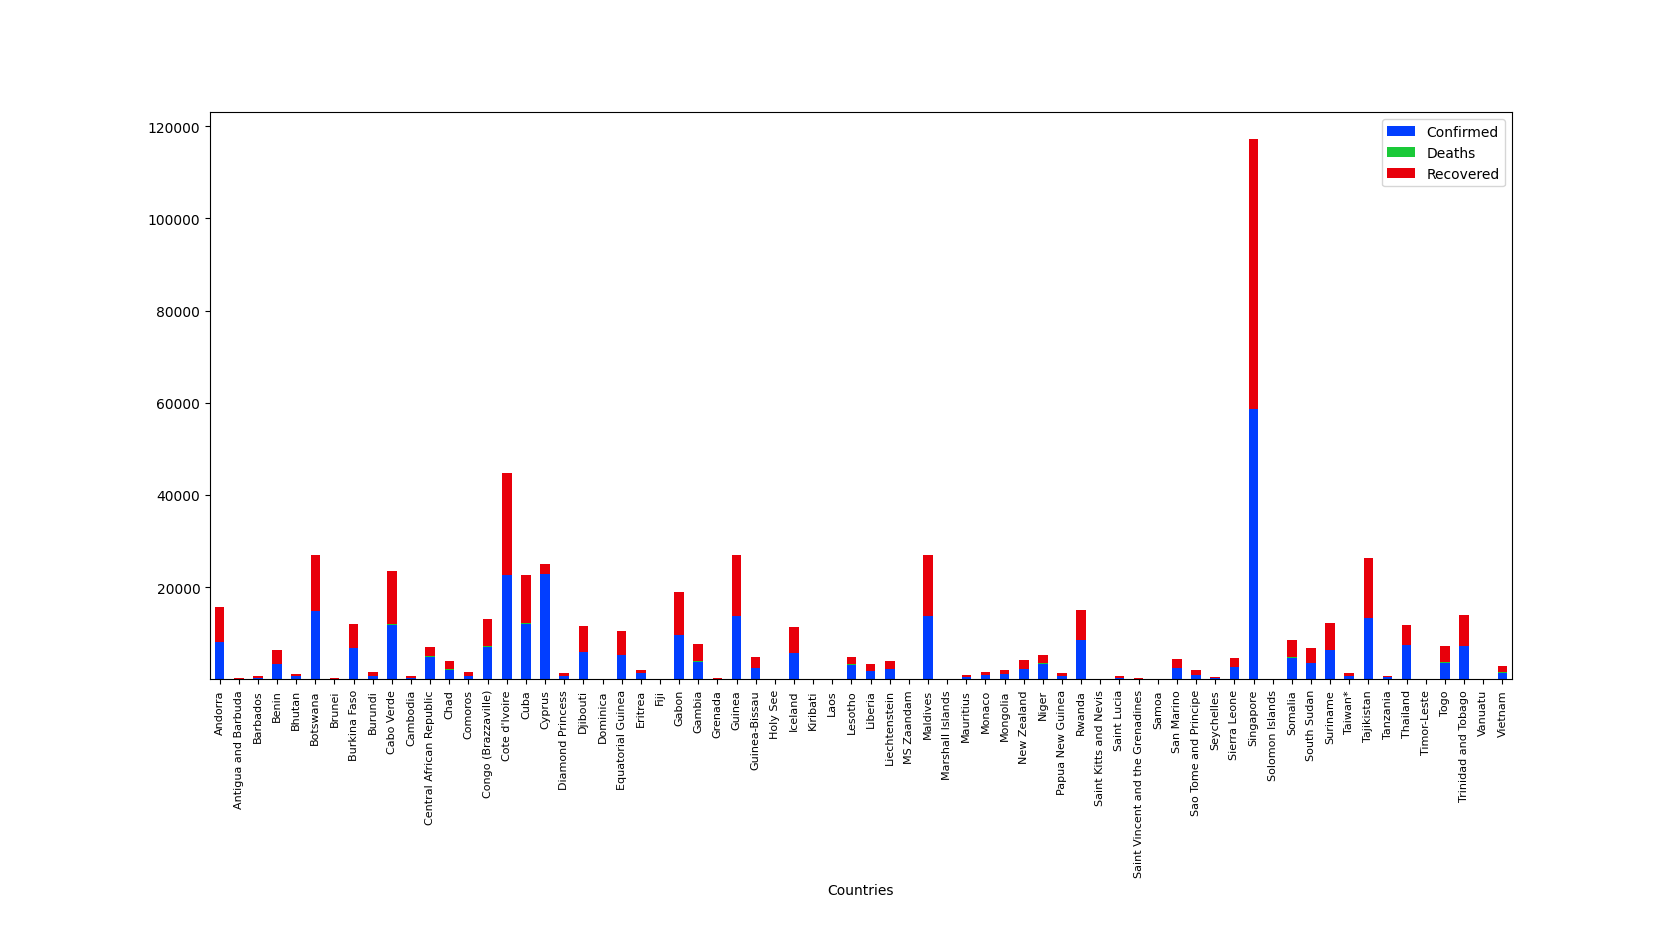 120000
100000
80000
60000
40000
20000
Confirmed
Deaths
Recovered
Andorra
Antigua and Barbuda
Barbados
Benin
Bhutan
Botswana
Brunei
Burkina Faso
Burundi
Cabo Verde
Cambodia
Central African Republic
Chad
Comoros
Congo (Brazzaville)
Cote d'Ivoire
Cuba
Cyprus
Diamond Princess
Djibouti
Dominica
Equatorial Guinea
Eritrea
Fiji
Gabon
Gambia
Grenada
Guinea
Guinea-Bissau
Holy See
Iceland
Kiribati
Laos
Lesotho
Liberia
Liechtenstein
MS Zaandam
Maldives
Marshall Islands
Mauritius
Monaco
Mongolia
New Zealand
Niger
Papua New Guinea
Rwanda
Saint Kitts and Nevis
Saint Lucia
Saint Vincent and the Grenadines
Samoa
San Marino
Sao Tome and Principe
Seychelles
Sierra Leone
Singapore
Solomon Islands
Somalia
South Sudan
Suriname
Taiwan*
Tajikistan
Tanzania
Thailand
Timor-Leste
Togo
Trinidad and Tobago
Vanuatu
Vietnam
Countries